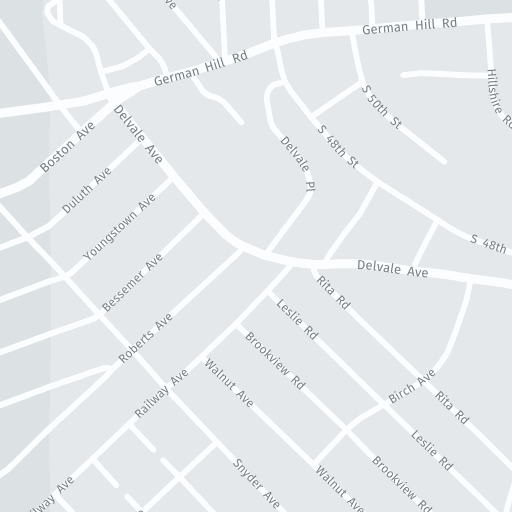 German Hill Rd
German Hill Rd
Hillshire Rd
S 50th St
Delvale Ave
Boston Ave
S 48th St
Delvale Pl
Duluth Ave
Youngstown Ave
S 48th
Bessemer Ave
Delvale Ave
Rita Rd
Leslie Rd
Roberts Ave
Brookview Rd
Railway Ave
Walnut Ave
Birch Ave
Rita Rd
Leslie Rd
Snyder Ave
Walnut Ave
Brookview Rd
lway Ave